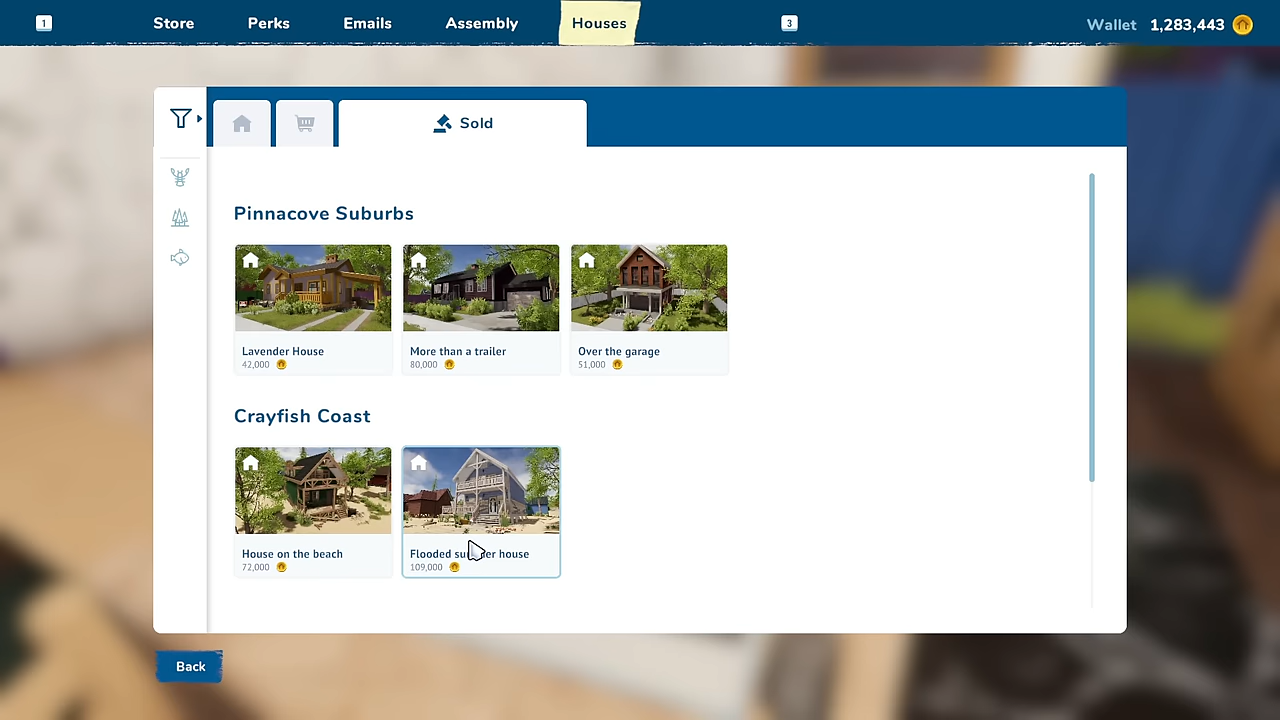 1
Store
Perks
Emails
Assembly
Houses
3
Wallet 1,283,443
Sold
Pinnacove Suburbs
Lavender House
42,000
More than a trailer
80,000
Over the garage
51,000
Crayfish Coast
House on the beach
72,000
Flooded house
109,000
Back